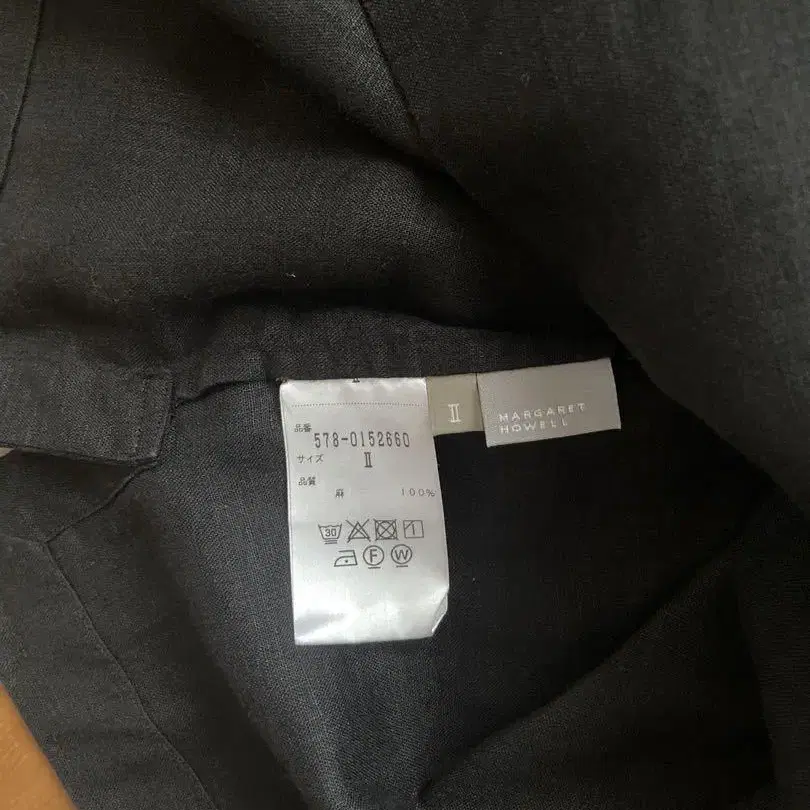 品番
578-0152660
サイズ
Ⅱ
品質
麻 100%
30
F W
Ⅱ
MARGARET
HOWELL